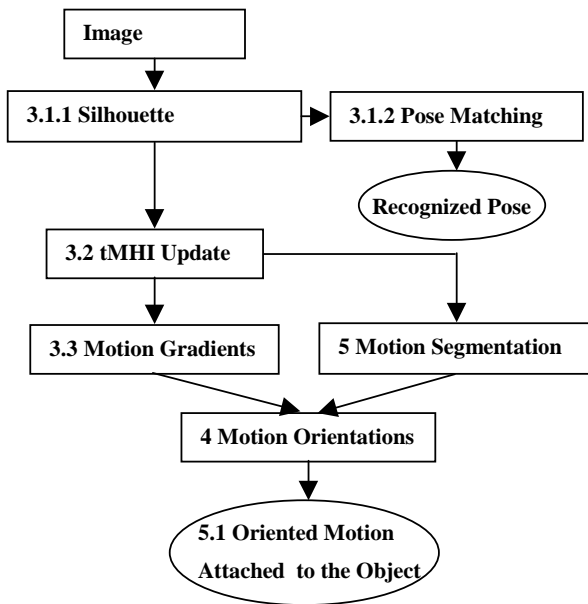 Image
3.1.1 Silhouette
3.1.2 Pose Matching
Recognized Pose
3.2 tMHI Update
3.3 Motion Gradients
5 Motion Segmentation
4 Motion Orientations
5.1 Oriented Motion
Attached to the Object